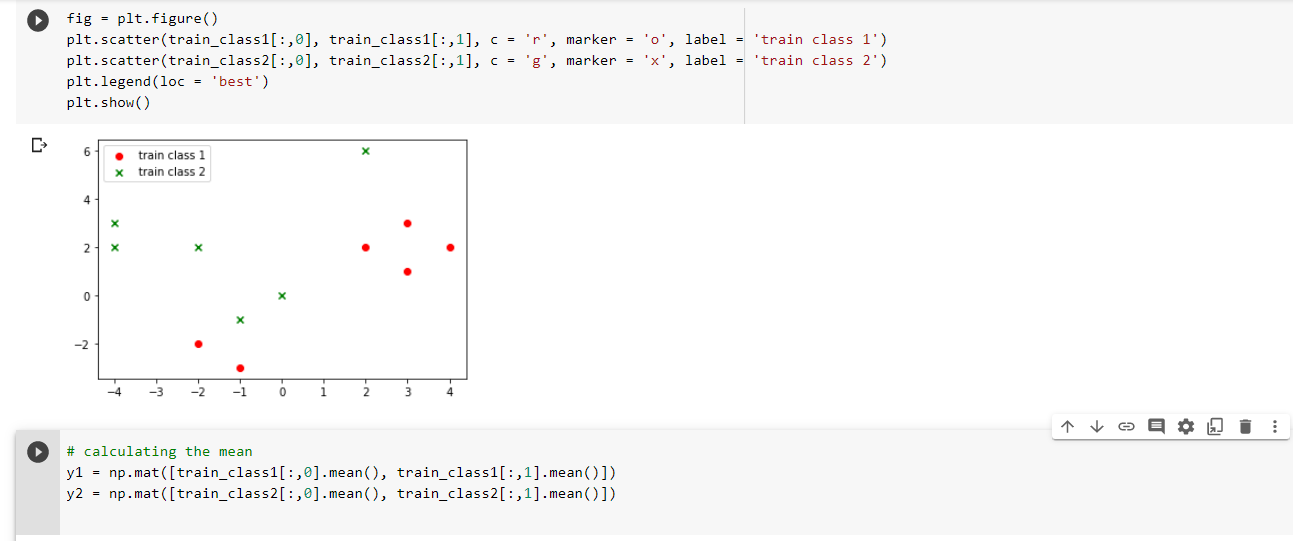 fig = plt.figure()
plt.scatter(train_class1[:,0], train_class1[:,1], c = 'r', marker = 'o', label = 'train class 1')
plt.scatter(train_class2[:,0], train_class2[:,1], c = 'g', marker = 'x', label = 'train class 2')
plt.legend(loc = 'best')
plt.show()
train class 1
train class 2
6
4
2
0
−2
−4 −3 −2 −1 0 1 2 3 4
# calculating the mean
y1 = np.mat([train_class1[:,0].mean(), train_class1[:,1].mean()])
y2 = np.mat([train_class2[:,0].mean(), train_class2[:,1].mean()])